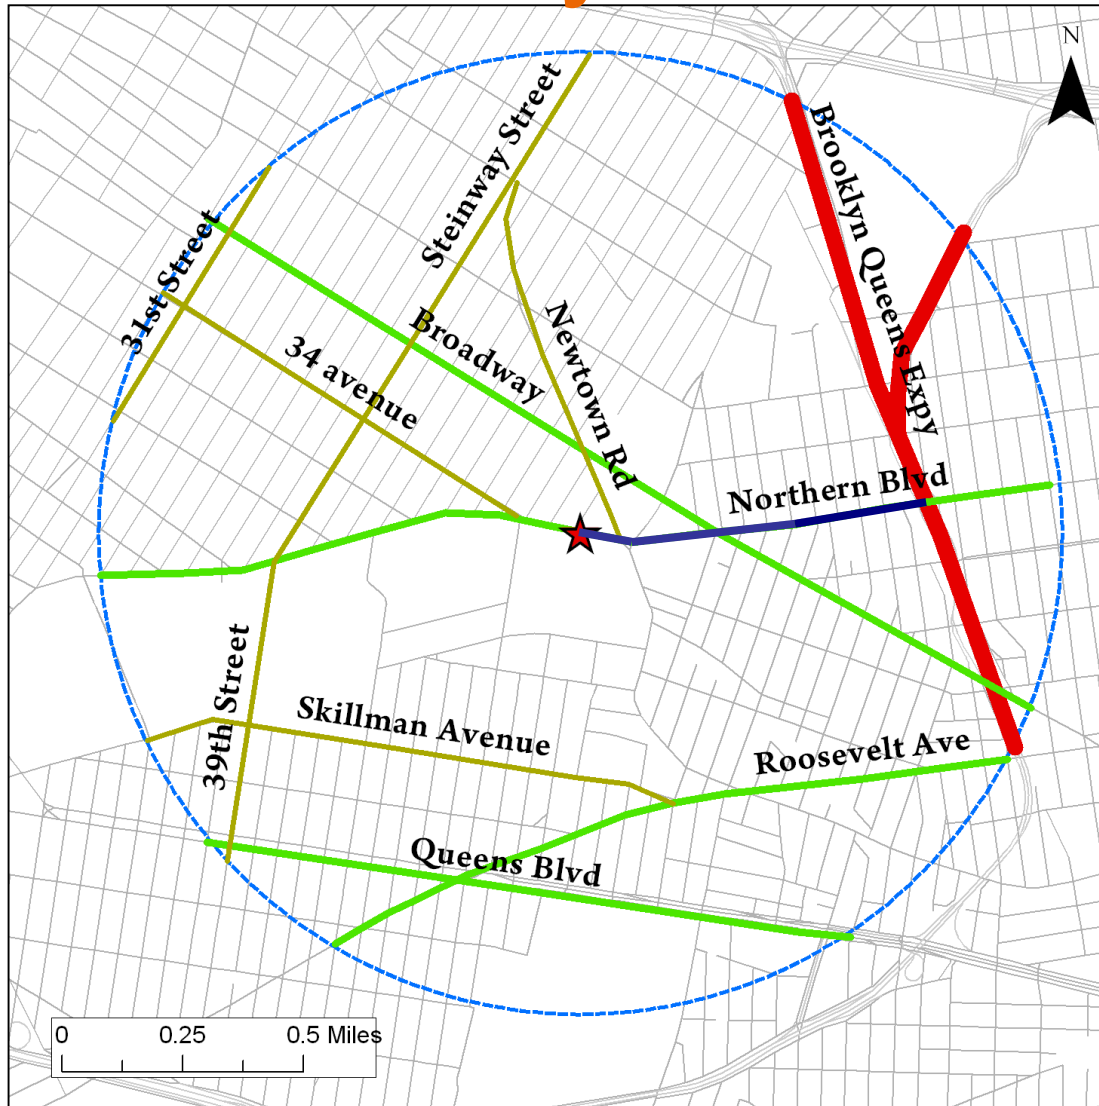 N
Steinway Street
Brooklyn Queens Expy
31st Street
Broadway
Newtown Rd
34 avenue
Northern Blvd
39th Street
Skillman Avenue
Roosevelt Ave
Queens Blvd
0 0.25 0.5 Miles